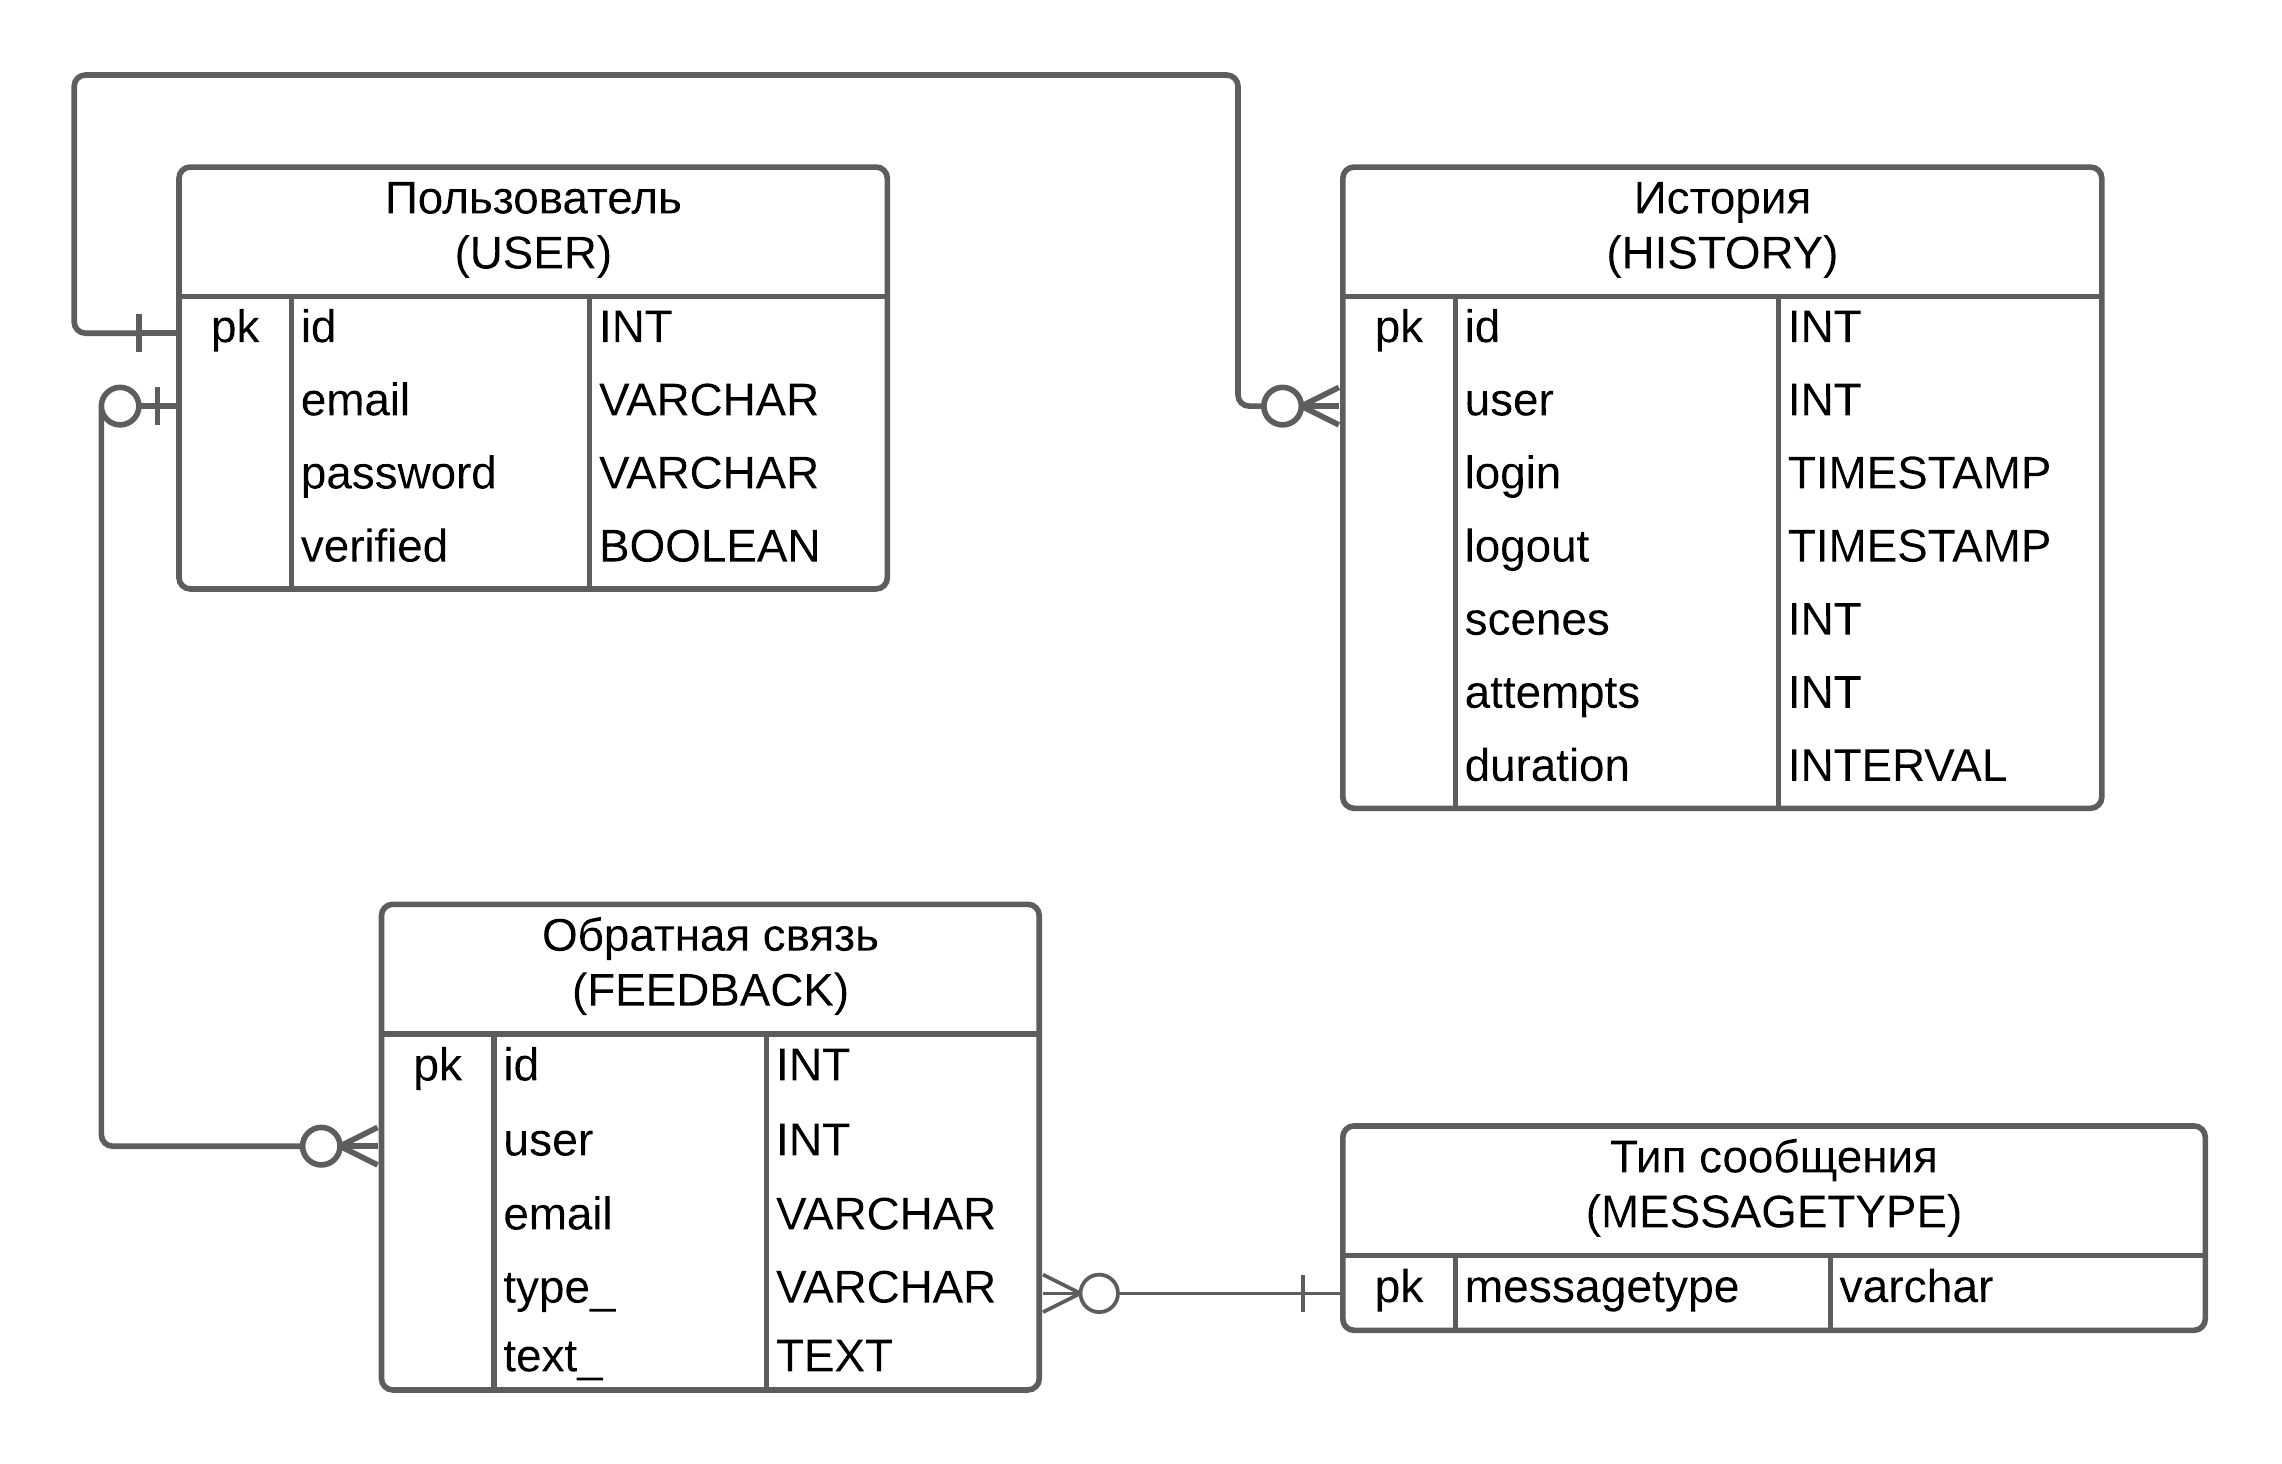 Пользователь
(USER)
pk id INT
email VARCHAR
password VARCHAR
verified BOOLEAN
История
(HISTORY)
pk id INT
user INT
login TIMESTAMP
logout TIMESTAMP
scenes INT
attempts INT
duration INTERVAL
Обратная связь
(FEEDBACK)
pk id INT
user INT
email VARCHAR
type_ VARCHAR
text_ TEXT
Тип сообщения
(MESSAGETYPE)
pk messagetype varchar